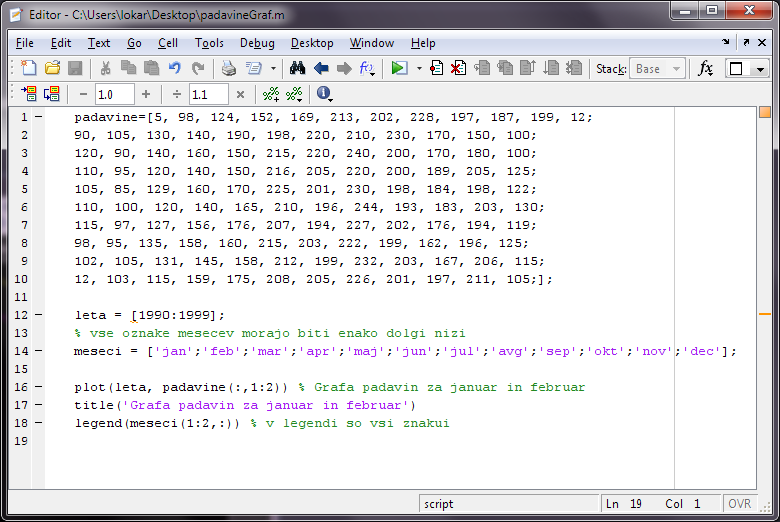 Editor - C:\Users\lokar\Desktop\padavineGraf.m
File Edit Text Go Cell Tools Debug Desktop Window Help
Stack: Base fx
− 1.0 + ÷ 1.1 ×
1 − padavine=[5, 98, 124, 152, 169, 213, 202, 228, 197, 187, 199, 12;
2 90, 105, 130, 140, 190, 198, 220, 210, 230, 170, 150, 100;
3 120, 90, 140, 160, 150, 215, 220, 240, 200, 170, 180, 100;
4 110, 95, 120, 140, 150, 216, 205, 220, 200, 189, 205, 125;
5 105, 85, 129, 160, 170, 225, 201, 230, 198, 184, 198, 122;
6 110, 100, 120, 140, 165, 210, 196, 244, 193, 183, 203, 130;
7 115, 97, 127, 156, 176, 207, 194, 227, 202, 176, 194, 119;
8 98, 95, 135, 158, 160, 215, 203, 222, 199, 162, 196, 125;
9 102, 105, 131, 145, 158, 212, 199, 232, 203, 167, 206, 115;
10 12, 103, 115, 159, 175, 208, 205, 226, 201, 197, 211, 105;];
11
12 − leta = [1990:1999];
13 % vse oznake mesecev morajo biti enako dolgi nizi
14 − meseci = ['jan';'feb';'mar';'apr';'maj';'jun';'jul';'avg';'sep';'okt';'nov';'dec'];
15
16 − plot(leta, padavine(:,1:2)) % Grafa padavin za januar in februar
17 − title('Grafa padavin za januar in februar')
18 − legend(meseci(1:2,:)) % v legendi so vsi znakui
19
script Ln 19 Col 1 OVR